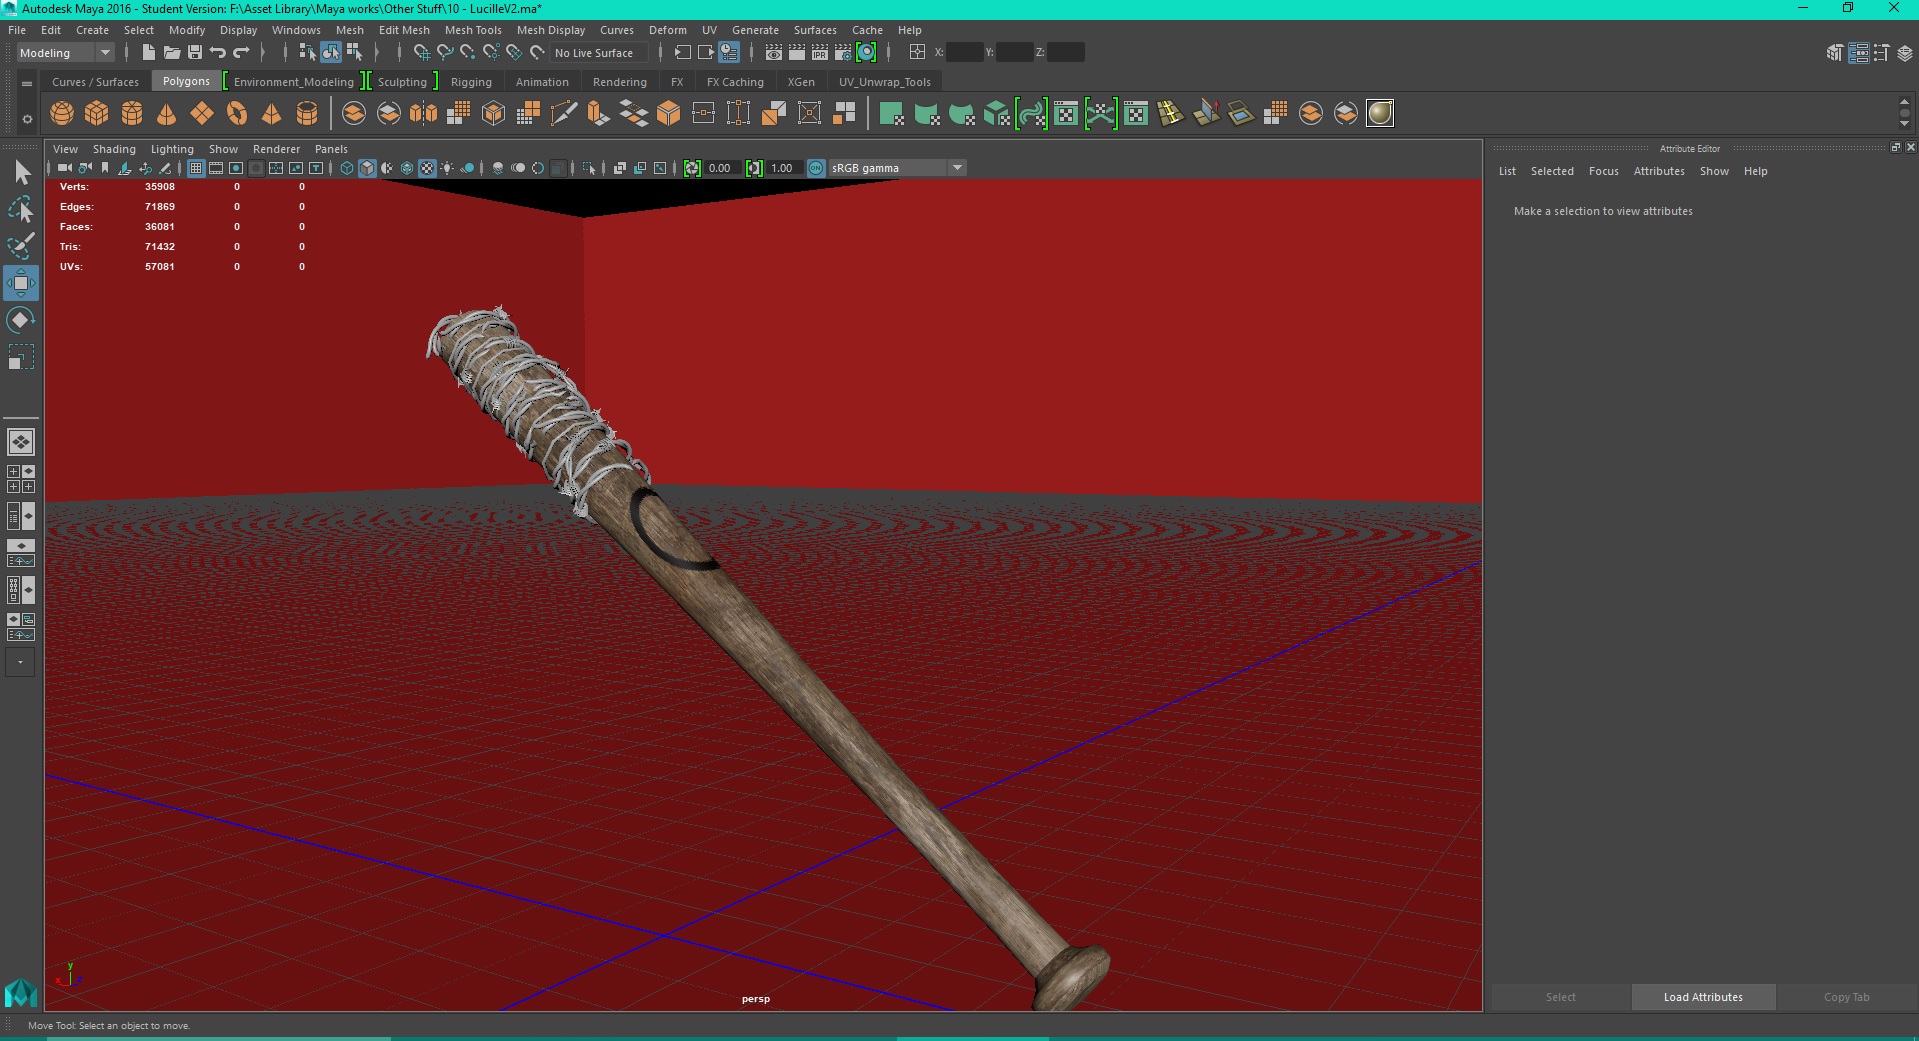 Autodesk Maya 2016 - Student Version: F:\Asset Library\Maya works\Other Stuff\10 - LucilleV2.ma*
File Edit Create Select Modify Display Windows Mesh Edit Mesh Mesh Tools Mesh Display Curves Deform UV Generate Surfaces Cache Help
Modeling No Live Surface IPR X: Y: Z:
Curves / Surfaces Polygons Environment_Modeling Sculpting Rigging Animation Rendering FX FX Caching XGen UV_Unwrap_Tools
View Shading Lighting Show Renderer Panels
0.00 1.00 ON sRGB gamma
Verts: 35908 0 0
Edges: 71869 0 0
Faces: 36081 0 0
Tris: 71432 0 0
UVs: 57081 0 0
Attribute Editor
List Selected Focus Attributes Show Help
Make a selection to view attributes
y
x
z
persp
Select Load Attributes Copy Tab
Move Tool: Select an object to move.